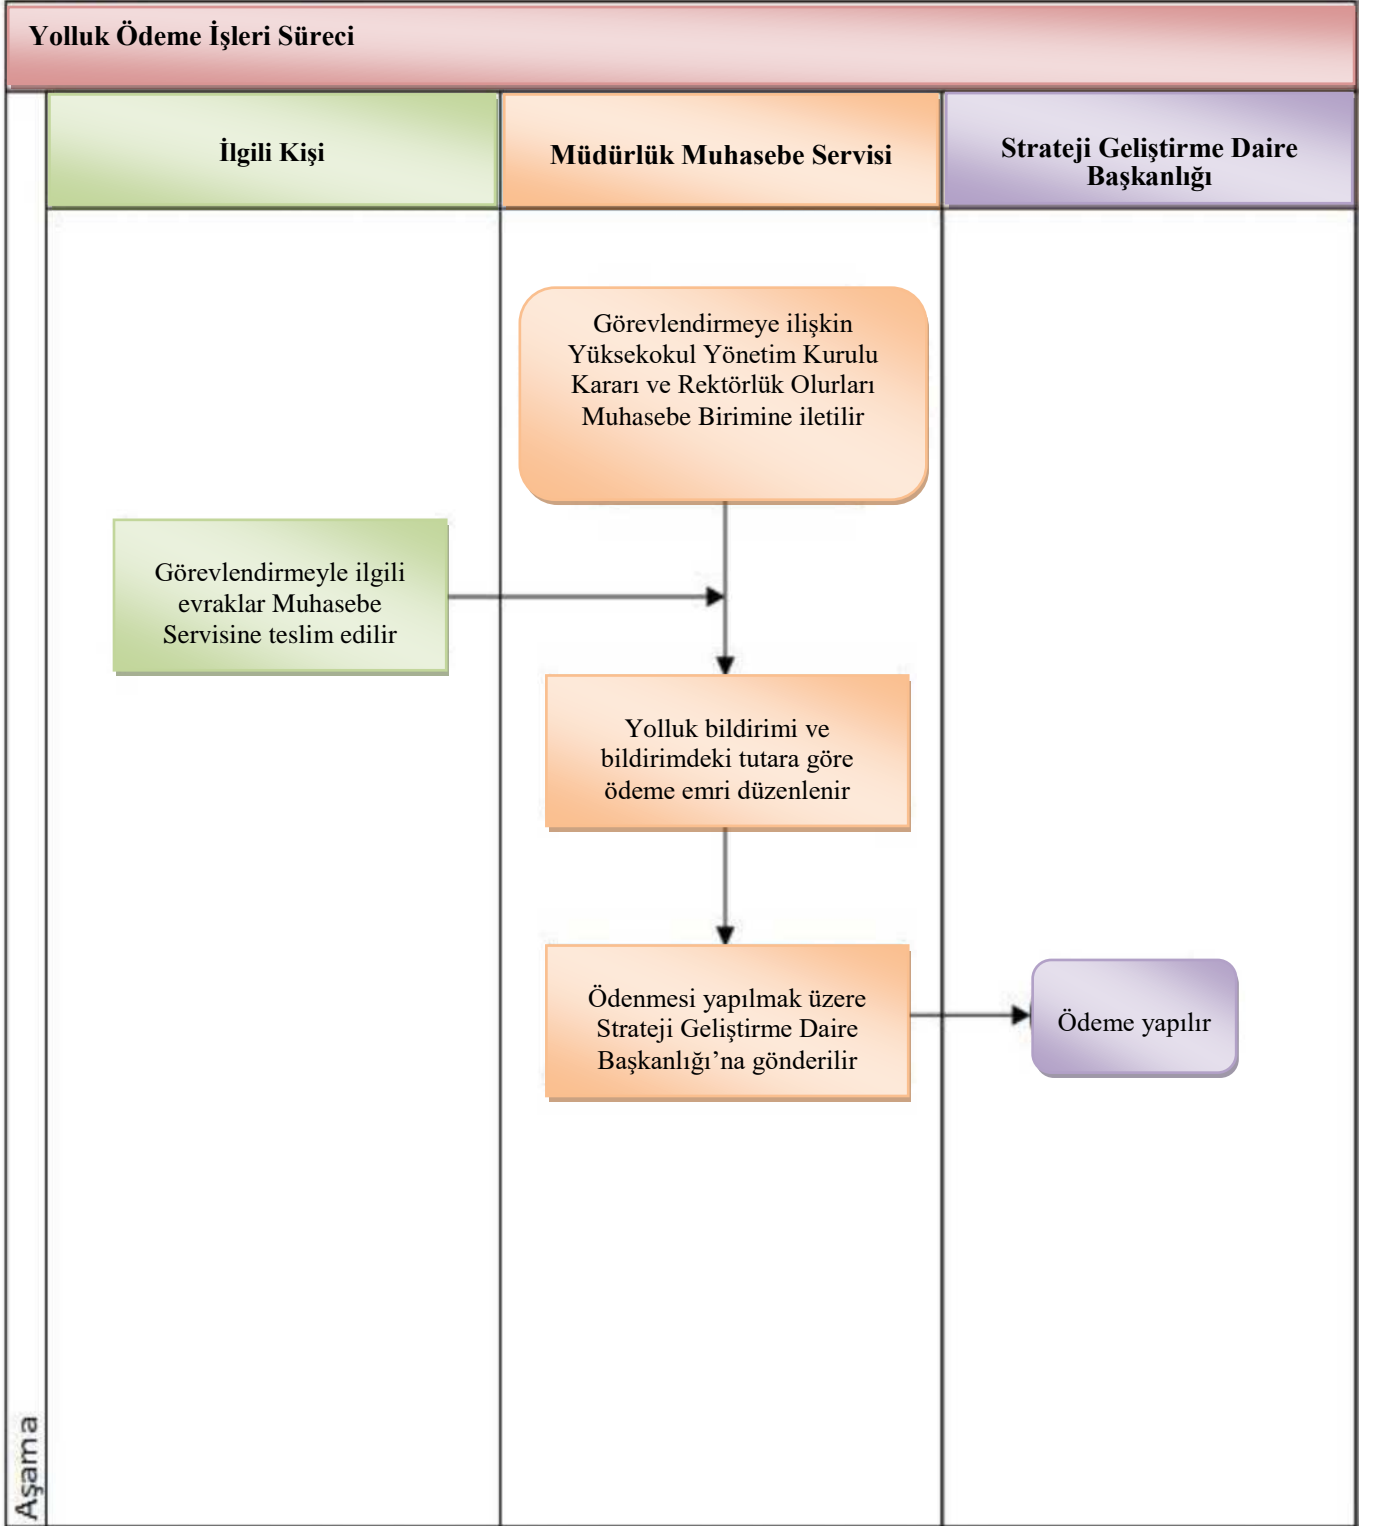 Yolluk Ödeme İşleri Süreci
İlgili Kişi
Müdürlük Muhasebe Servisi
Strateji Geliştirme Daire
Başkanlığı
Görevlendirmeye ilişkin
Yüksekokul Yönetim Kurulu
Kararı ve Rektörlük Olurları
Muhasebe Birimine iletilir
Görevlendirmeyle ilgili
evraklar Muhasebe
Servisine teslim edilir
Yolluk bildirimi ve
bildirimdeki tutara göre
ödeme emri düzenlenir
Ödenmesi yapılmak üzere
Strateji Geliştirme Daire
Başkanlığı’na gönderilir
Ödeme yapılır
Aşama